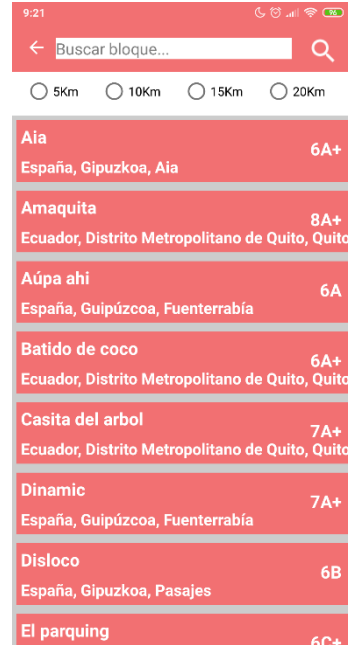 9:21
96
Buscar bloque...
5Km
10Km
15Km
20Km
Aia
6A+
España, Gipuzkoa, Aia
Amaquita
8A+
Ecuador, Distrito Metropolitano de Quito, Quito
Aúpa ahi
6A
España, Guipúzcoa, Fuenterrabía
Batido de coco
6A+
Ecuador, Distrito Metropolitano de Quito, Quito
Casita del arbol
7A+
Ecuador, Distrito Metropolitano de Quito, Quito
Dinamic
7A+
España, Guipúzcoa, Fuenterrabía
Disloco
6B
España, Gipuzkoa, Pasajes
El parquing
6C+